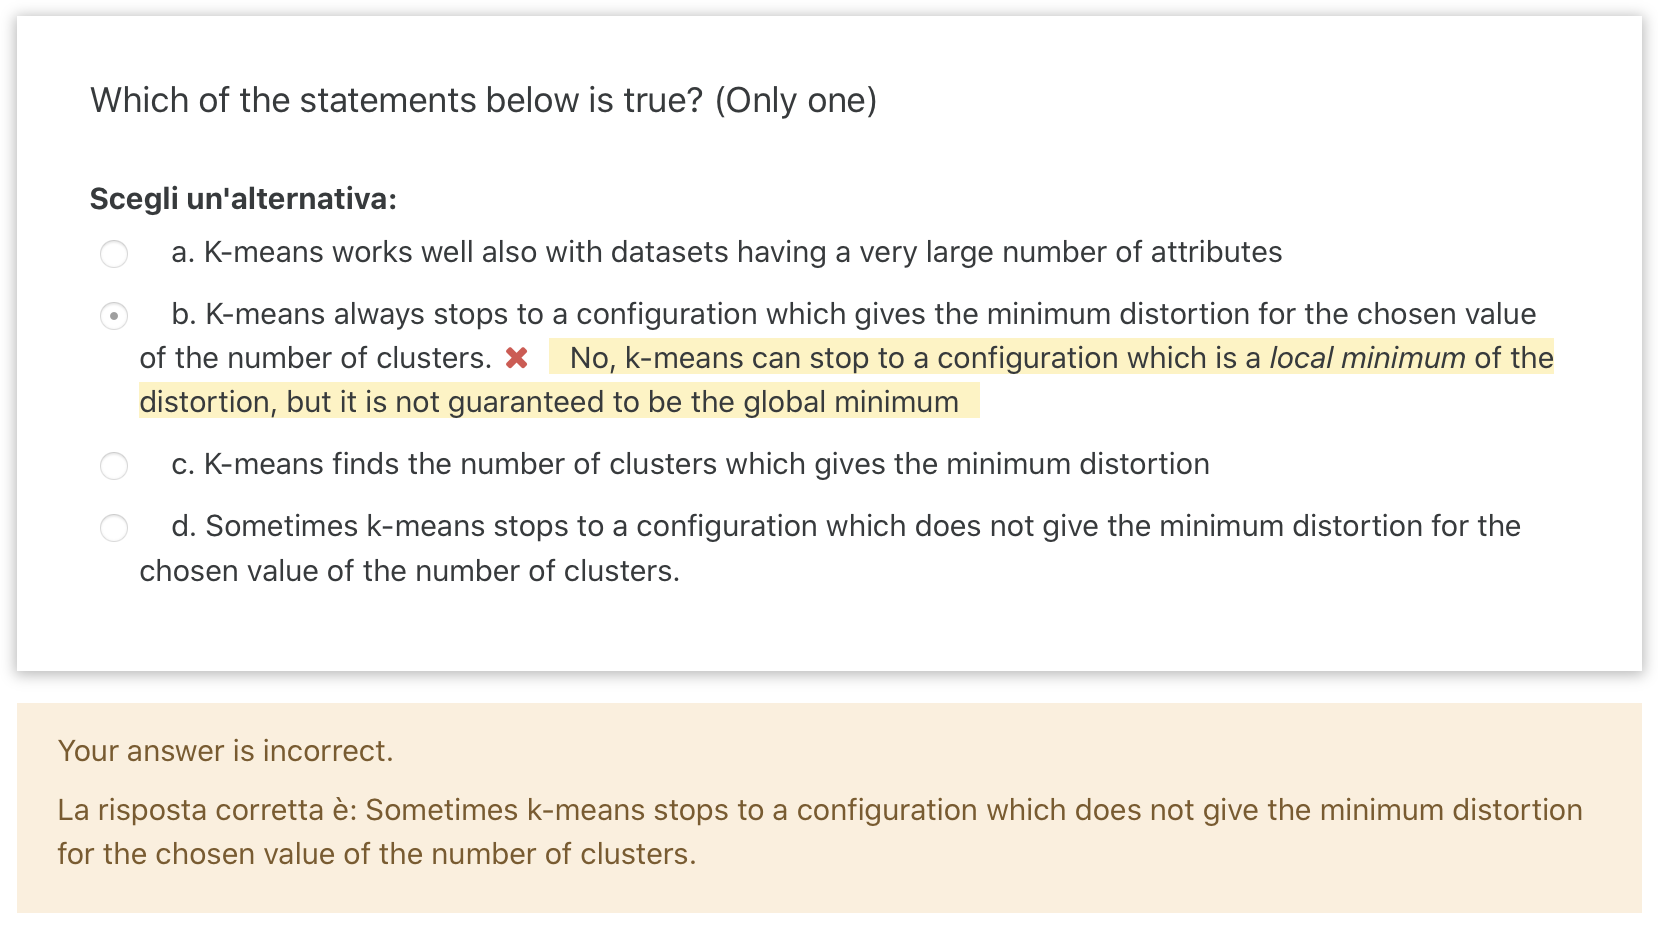 Which of the statements below is true? (Only one)
Scegli un'alternativa:
a. K-means works well also with datasets having a very large number of attributes
b. K-means always stops to a configuration which gives the minimum distortion for the chosen value
of the number of clusters. ✖ No, k-means can stop to a configuration which is a local minimum of the
distortion, but it is not guaranteed to be the global minimum
c. K-means finds the number of clusters which gives the minimum distortion
d. Sometimes k-means stops to a configuration which does not give the minimum distortion for the
chosen value of the number of clusters.
Your answer is incorrect.
La risposta corretta è: Sometimes k-means stops to a configuration which does not give the minimum distortion
for the chosen value of the number of clusters.